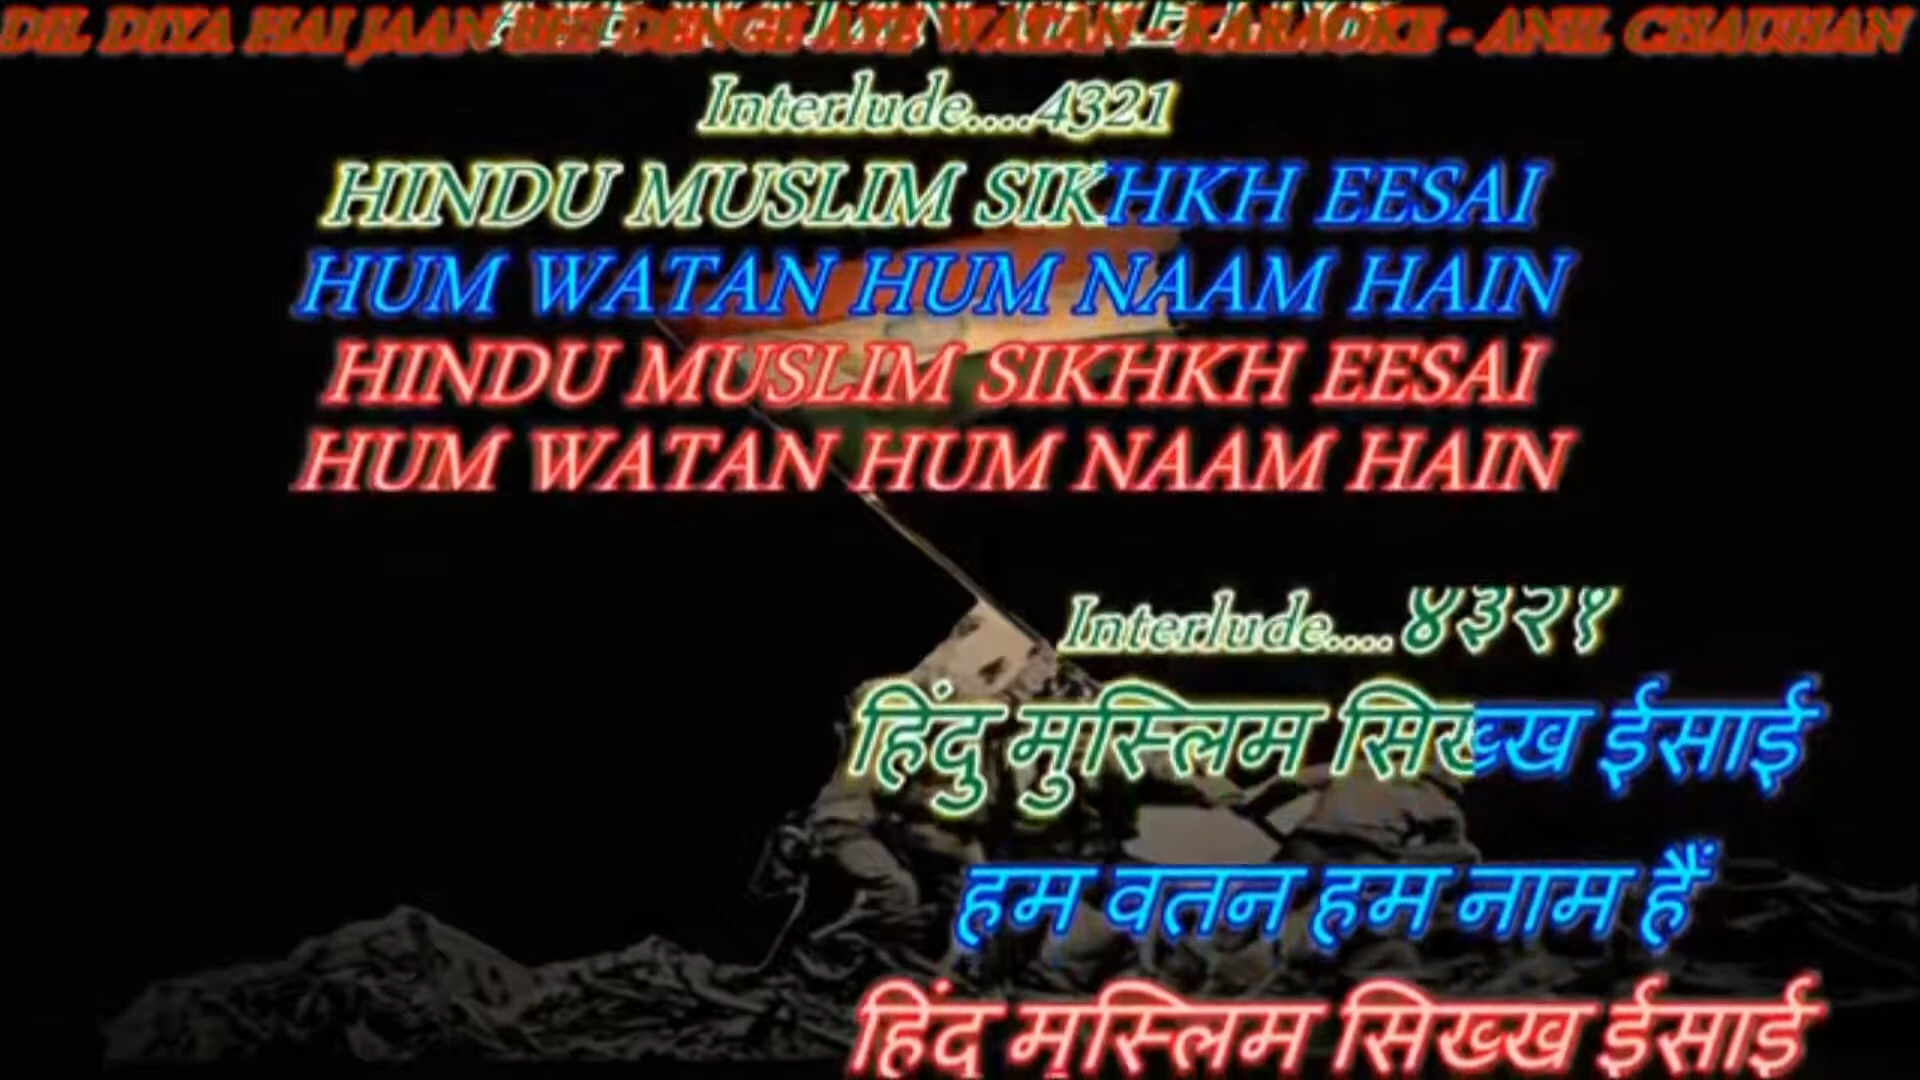 DIL DIYA HAI JAAN BHI DENGE AYE WATAN - KARAOKE - ANIL CHAUHAN
Interlude....4321
HINDU MUSLIM SIKHKH EESAI
HUM WATAN HUM NAAM HAIN
HINDU MUSLIM SIKHKH EESAI
HUM WATAN HUM NAAM HAIN
Interlude....४३२१
हिंदु मुस्लिम सिख्ख ईसाई
हम वतन हम नाम हैं
हिंदु मुस्लिम सिख्ख ईसाई